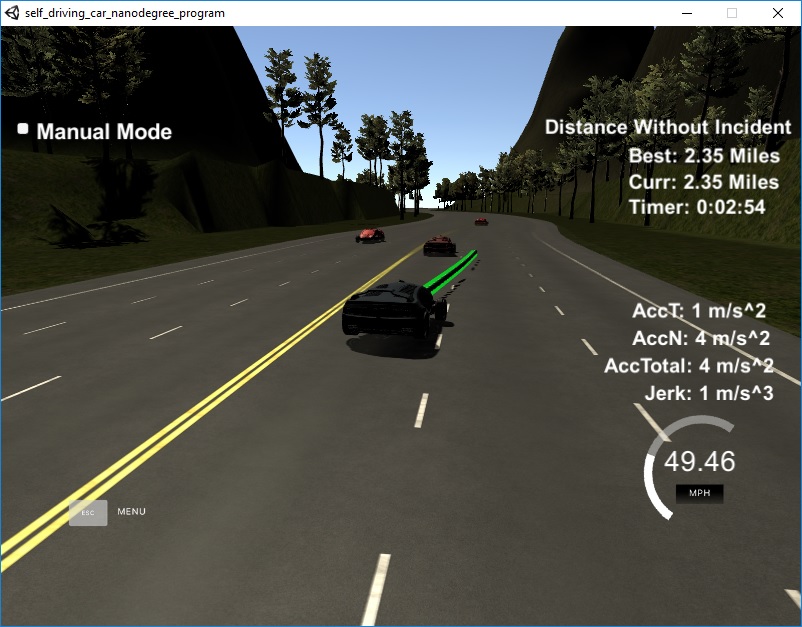 self_driving_car_nanodegree_program
Manual Mode
Distance Without Incident
Best: 2.35 Miles
Curr: 2.35 Miles
Timer: 0:02:54
AccT: 1 m/s^2
AccN: 4 m/s^2
AccTotal: 4 m/s^2
Jerk: 1 m/s^3
49.46
MPH
ESC MENU